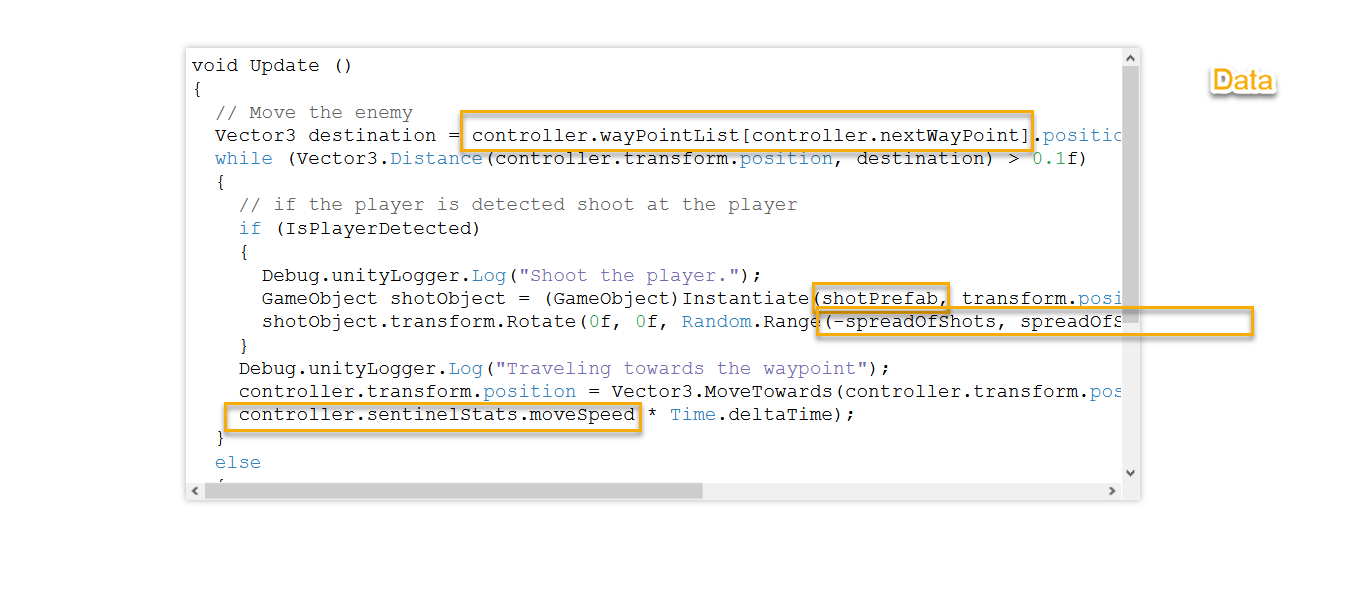 void Update ()
{
// Move the enemy
Vector3 destination = controller.wayPointList[controller.nextWayPoint].positio
while (Vector3.Distance(controller.transform.position, destination) > 0.1f)
{
// if the player is detected shoot at the player
if (IsPlayerDetected)
{
Debug.unityLogger.Log("Shoot the player.");
GameObject shotObject = (GameObject)Instantiate(shotPrefab, transform.posi
shotObject.transform.Rotate(0f, 0f, Random.Range(-spreadOfShots, spreadOfS
}
Debug.unityLogger.Log("Traveling towards the waypoint");
controller.transform.position = Vector3.MoveTowards(controller.transform.pos
controller.sentinelStats.moveSpeed * Time.deltaTime);
}
else
Data